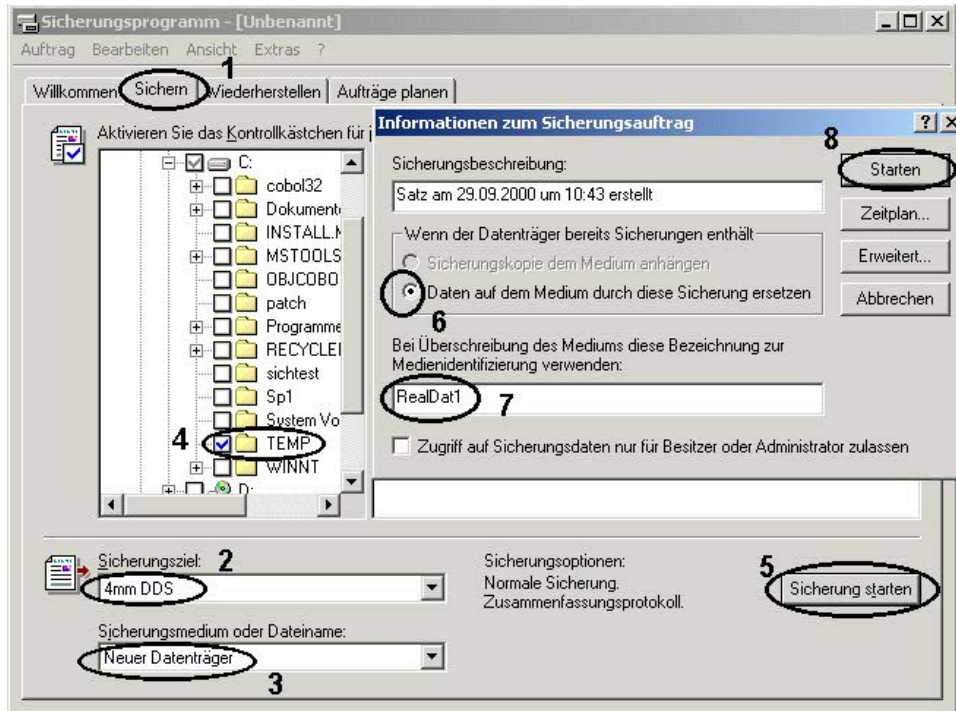 Sicherungsprogramm - [Unbenannt]
Auftrag Bearbeiten Ansicht Extras ?
1
Willkommen Sichern Wiederherstellen Aufträge planen
Aktivieren Sie das Kontrollkästchen für j
C:
cobol32
Dokument
INSTALL.
MSTOOLS
OBJCOBO
patch
Programme
RECYCLE
sichtest
Sp1
System Vo
4 TEMP
WINNT
D:
Informationen zum Sicherungsauftrag
8
Sicherungsbeschreibung:
Satz am 29.09.2000 um 10:43 erstellt
Wenn der Datenträger bereits Sicherungen enthält
Sicherungskopie dem Medium anhängen
Daten auf dem Medium durch diese Sicherung ersetzen
6
Bei Überschreibung des Mediums diese Bezeichnung zur
Medienidentifizierung verwenden:
RealDat1 7
Zugriff auf Sicherungsdaten nur für Besitzer oder Administrator zulassen
Starten
Zeitplan...
Erweitert...
Abbrechen
Sicherungsziel: 2
4mm DDS
Sicherungsmedium oder Dateiname:
Neuer Datenträger
3
Sicherungsoptionen:
Normale Sicherung.
Zusammenfassungsprotokoll.
5
Sicherung starten